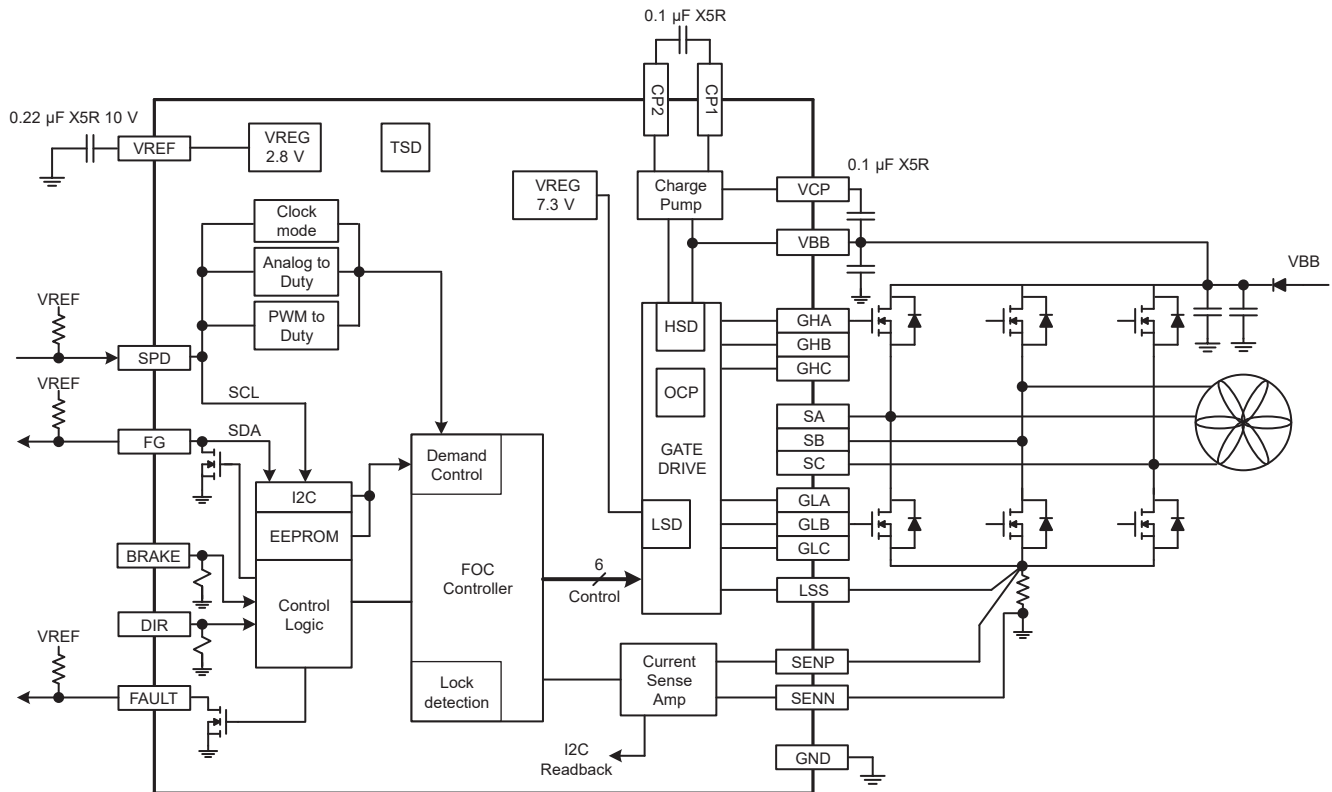 0.1 µF X5R
CP2
CP1
0.22 µF X5R 10 V
VREF
VREG
2.8 V
TSD
VREG
7.3 V
Charge
Pump
0.1 µF X5R
VCP
VBB
VBB
Clock
mode
Analog to
Duty
PWM to
Duty
VREF
SPD
VREF
FG
SCL
SDA
I2C
EEPROM
Control
Logic
BRAKE
DIR
VREF
FAULT
Demand
Control
FOC
Controller
Lock
detection
6
Control
HSD
OCP
GATE
DRIVE
LSD
GHA
GHB
GHC
SA
SB
SC
GLA
GLB
GLC
LSS
Current
Sense
Amp
SENP
SENN
I2C
Readback
GND